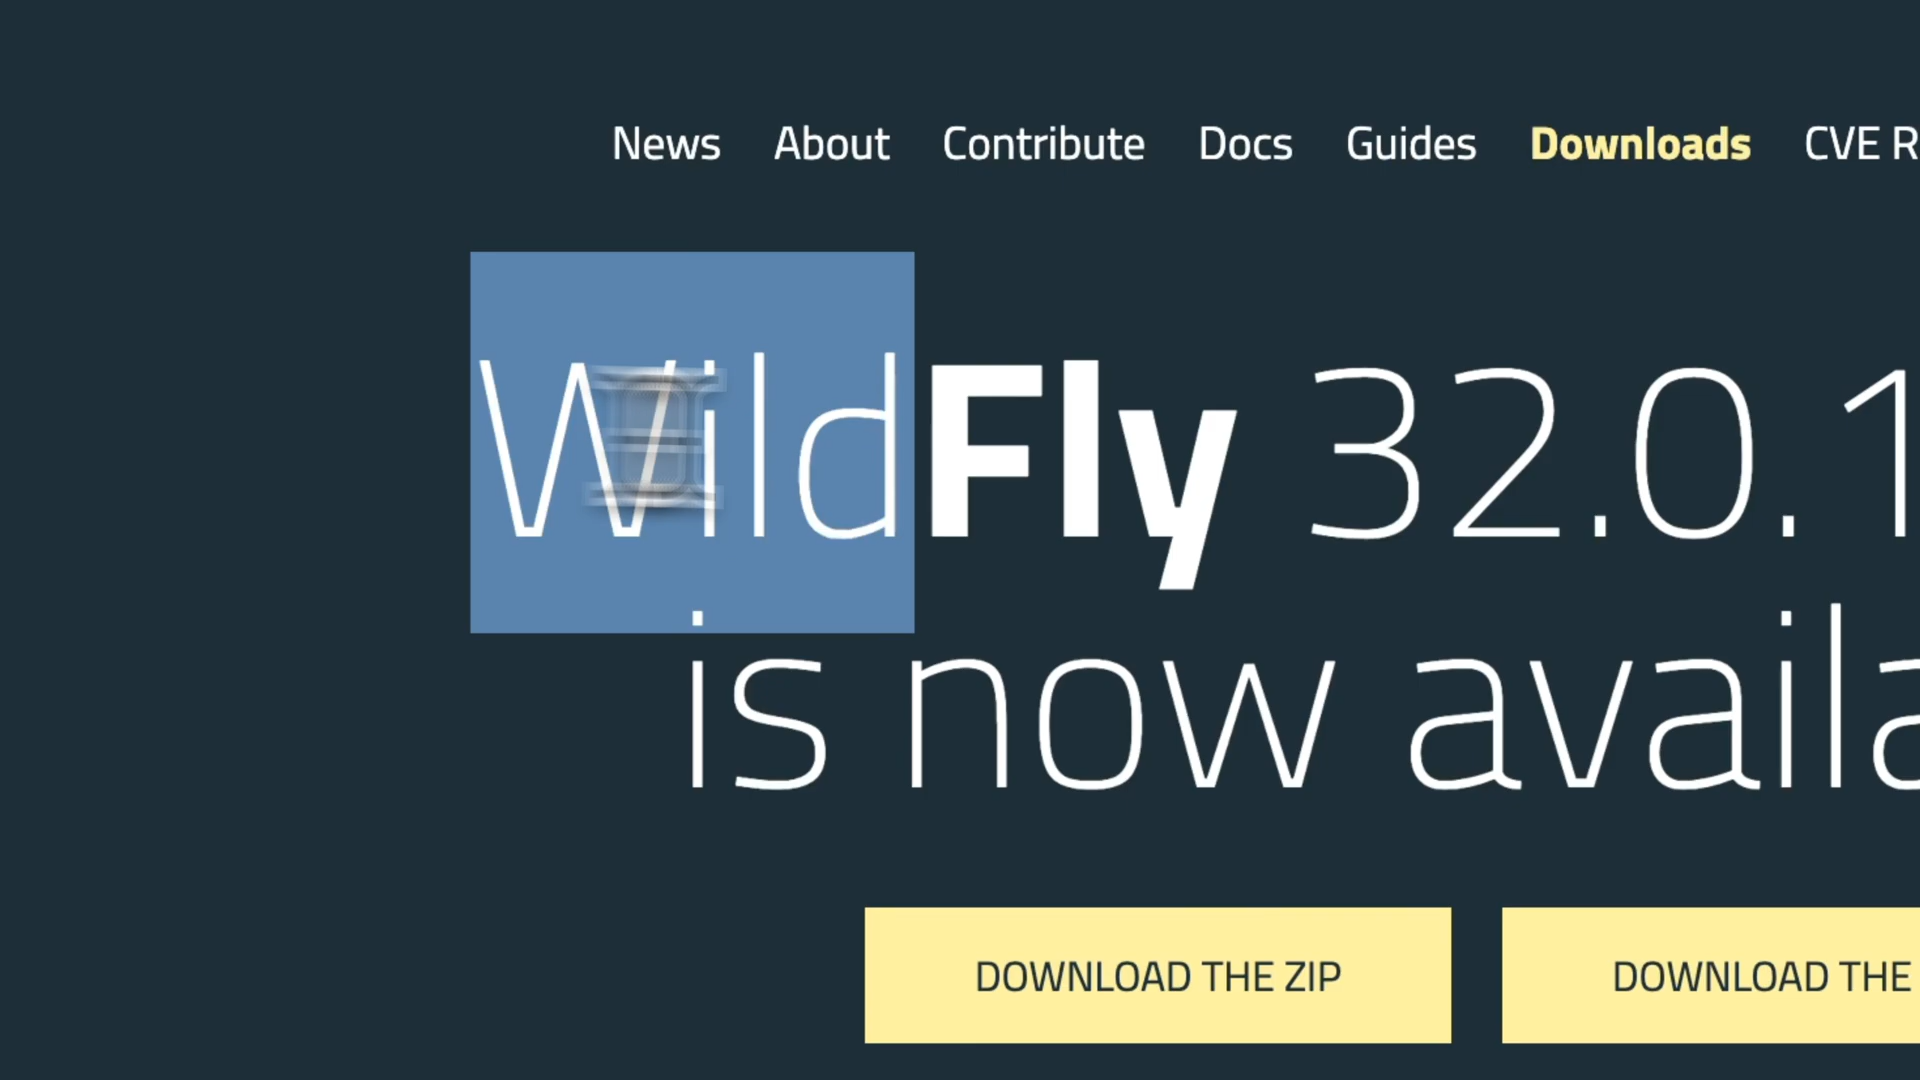 News About Contribute Docs Guides Downloads CVE R
WildFly 32.0.1
is now availa
DOWNLOAD THE ZIP DOWNLOAD THE